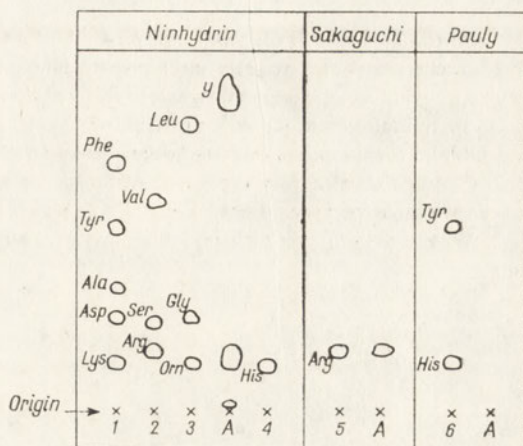 Ninhydrin Sakaguchi Pauly
y
Leu
Phe
Val
Tyr Tyr
Ala
Asp Ser Gly
Arg Arg
Lys Orn His His
Origin
1 2 3 A 4 5 A 6 A